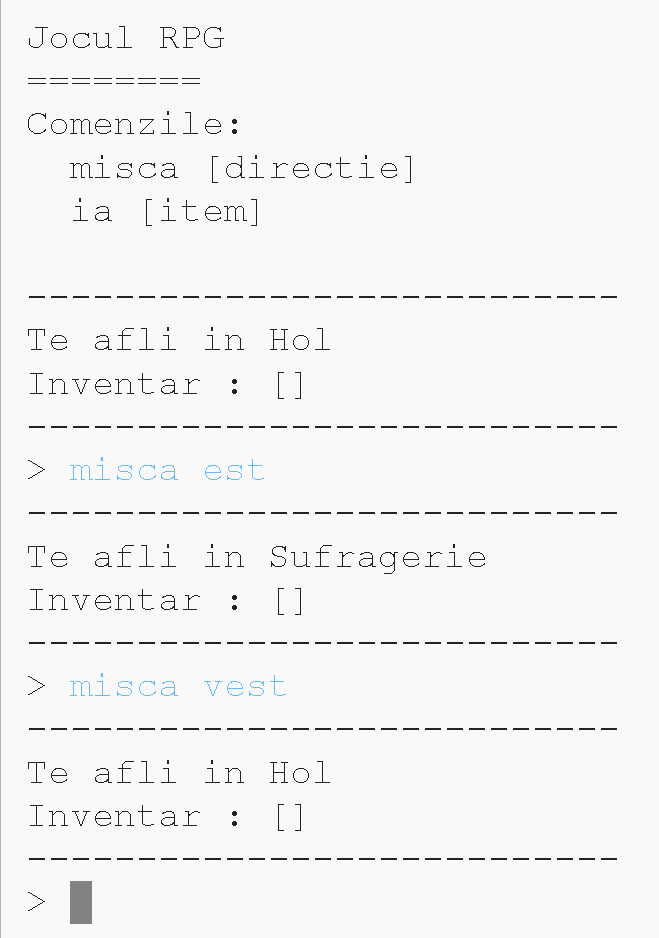 Jocul RPG
========
Comenzile:
  misca [directie]
  ia [item]

---------------------------
Te afli in Hol
Inventar : []
---------------------------
> misca est
---------------------------
Te afli in Sufragerie
Inventar : []
---------------------------
> misca vest
---------------------------
Te afli in Hol
Inventar : []
---------------------------
>